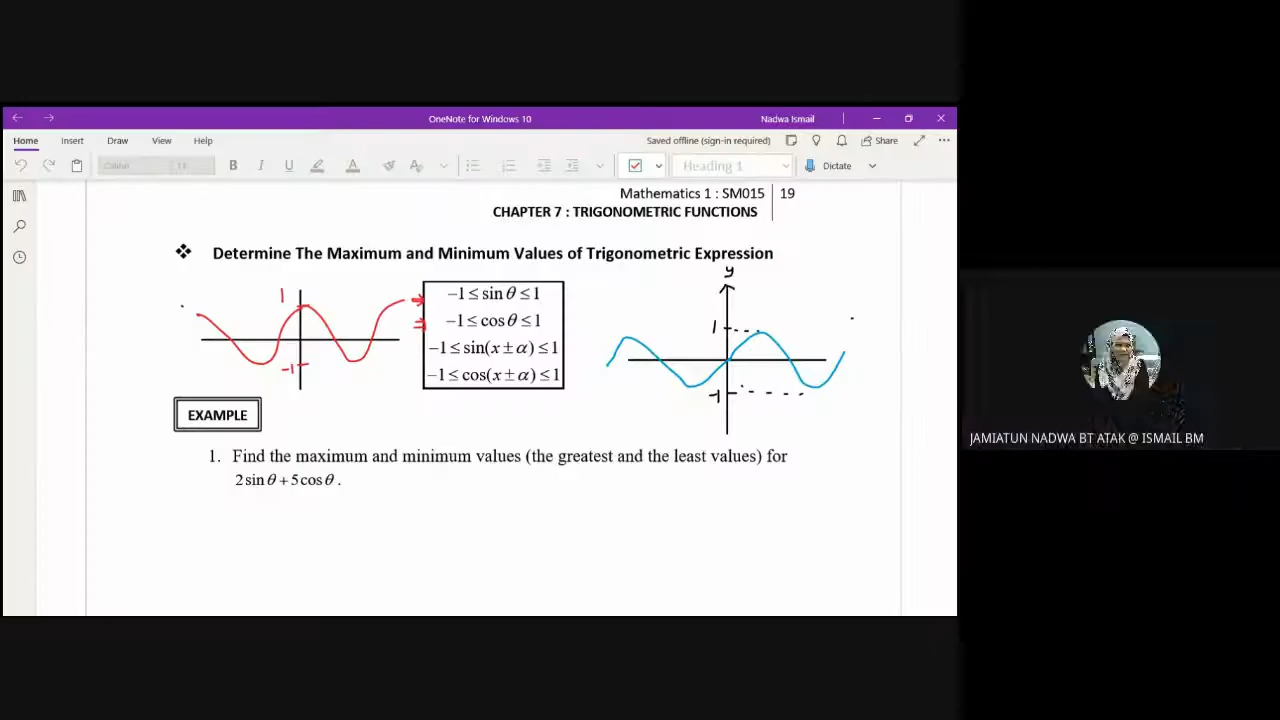 OneNote for Windows 10
Nadwa Ismail
Home Insert Draw View Help
Saved offline (sign-in required)
Share
Calibri
B I U A
Heading 1
Dictate
Mathematics 1 : SM015 19
CHAPTER 7 : TRIGONOMETRIC FUNCTIONS
❖ Determine The Maximum and Minimum Values of Trigonometric Expression
1
-1
−1 ≤ sin θ ≤ 1
−1 ≤ cos θ ≤ 1
−1 ≤ sin(x ± α) ≤ 1
−1 ≤ cos(x ± α) ≤ 1
y
1
-1
EXAMPLE
1. Find the maximum and minimum values (the greatest and the least values) for
2 sin θ + 5 cos θ .
JAMIATUN NADWA BT ATAK @ ISMAIL BM